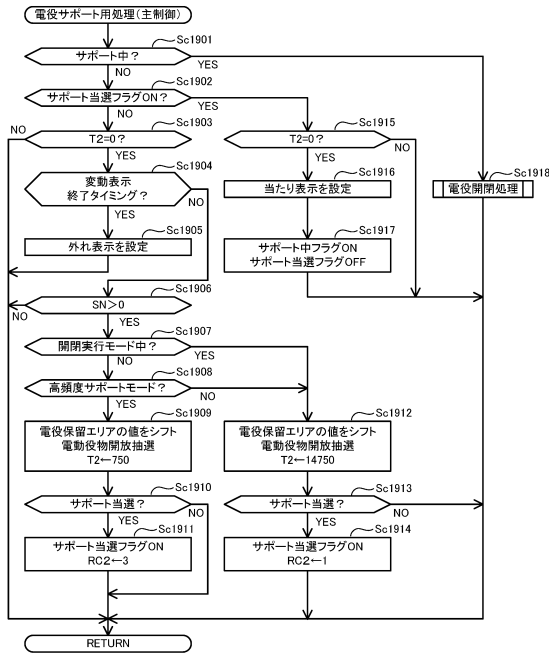 電役サポート用処理(主制御)
Sc1901
サポート中？
YES
NO
Sc1902
サポート当選フラグON？
YES
NO
Sc1903
NO
T2=0？
YES
Sc1904
変動表示
終了タイミング？
NO
YES
Sc1905
外れ表示を設定
Sc1915
T2=0？
NO
YES
Sc1916
当たり表示を設定
Sc1917
サポート中フラグON
サポート当選フラグOFF
Sc1918
電役開閉処理
Sc1906
SN>0
NO
YES
Sc1907
開閉実行モード中？
YES
NO
Sc1908
高頻度サポートモード？
NO
YES
Sc1909
電役保留エリアの値をシフト
電動役物開放抽選
T2←750
Sc1910
サポート当選？
NO
YES
Sc1911
サポート当選フラグON
RC2←3
Sc1912
電役保留エリアの値をシフト
電動役物開放抽選
T2←14750
Sc1913
サポート当選？
NO
YES
Sc1914
サポート当選フラグON
RC2←1
RETURN